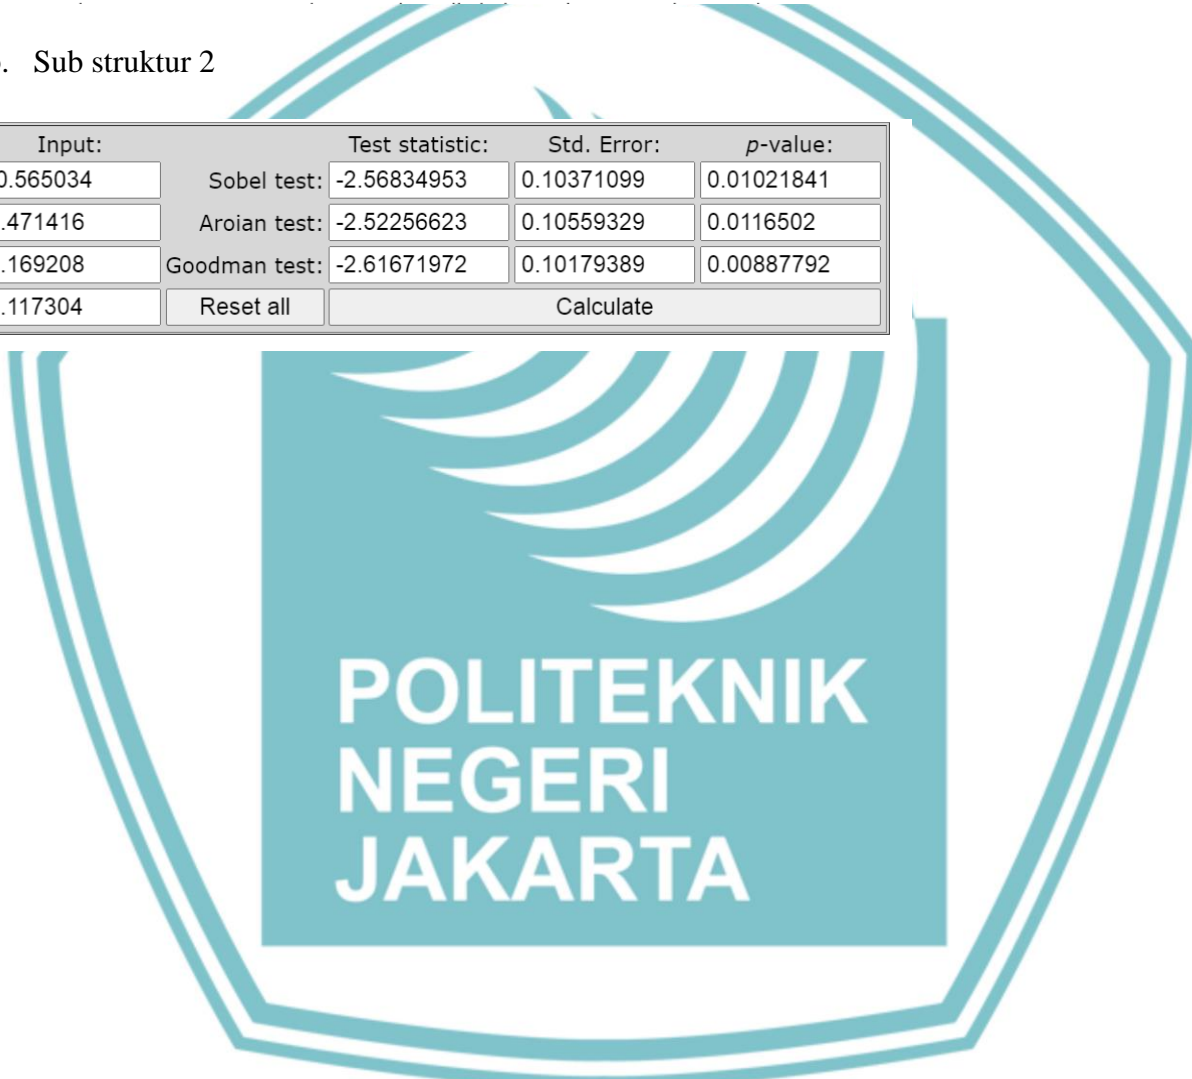 . Sub struktur 2
Input: Test statistic: Std. Error: p-value:
0.565034 Sobel test: -2.56834953 0.10371099 0.01021841
.471416 Aroian test: -2.52256623 0.10559329 0.0116502
.169208 Goodman test: -2.61671972 0.10179389 0.00887792
.117304 Reset all Calculate
POLITEKNIK
NEGERI
JAKARTA